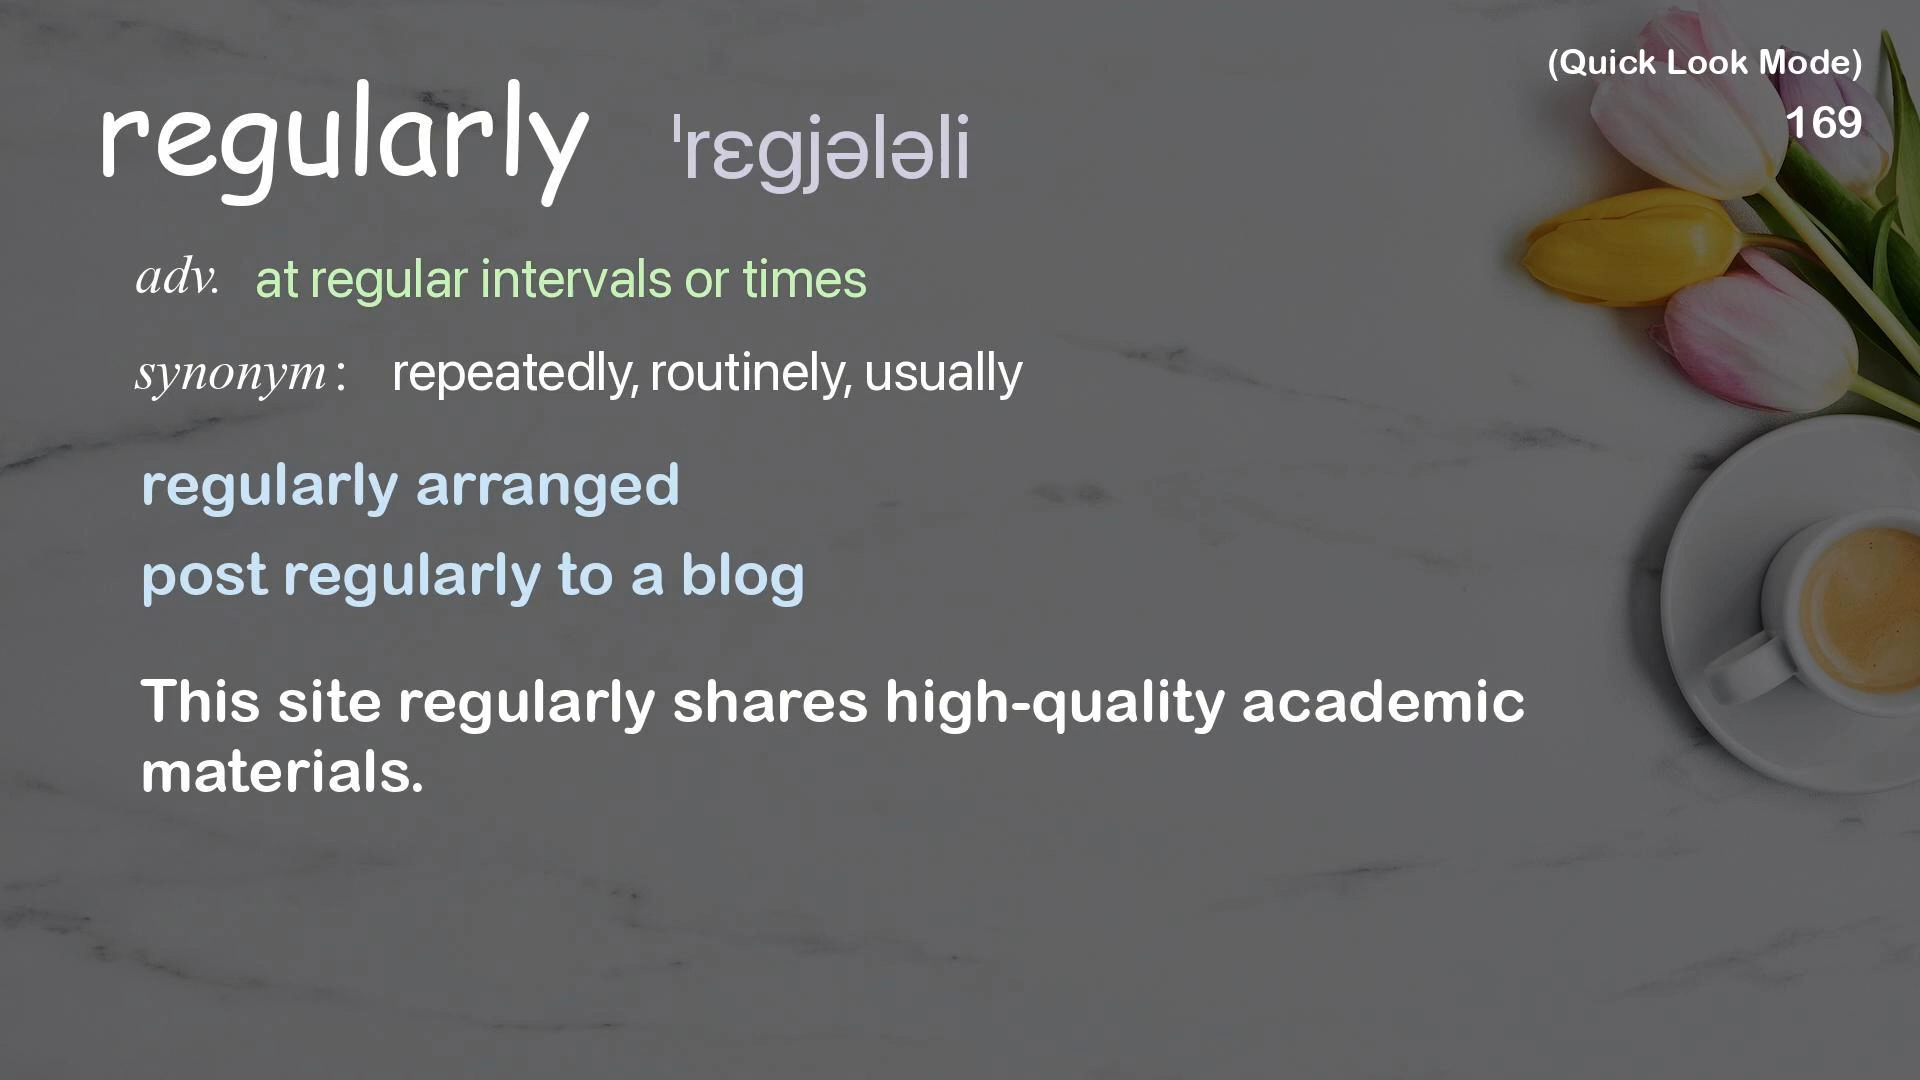 (Quick Look Mode)
169
regularly ˈrɛgjələli
adv. at regular intervals or times
synonym: repeatedly, routinely, usually
regularly arranged
post regularly to a blog
This site regularly shares high-quality academic
materials.